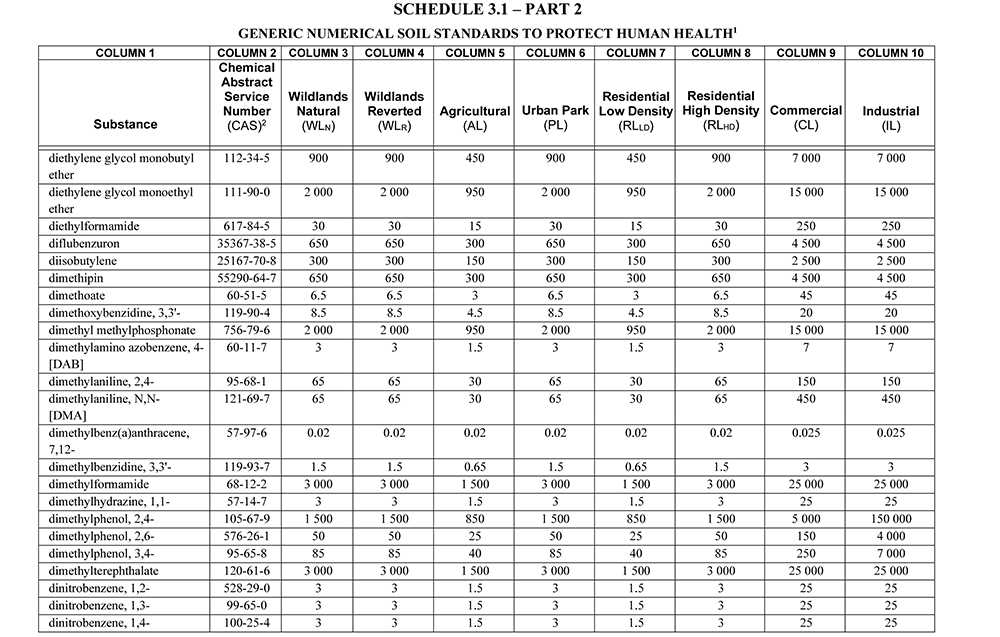 SCHEDULE 3.1 – PART 2
GENERIC NUMERICAL SOIL STANDARDS TO PROTECT HUMAN HEALTH1
COLUMN 1 COLUMN 2 COLUMN 3 COLUMN 4 COLUMN 5 COLUMN 6 COLUMN 7 COLUMN 8 COLUMN 9 COLUMN 10
Substance Chemical Abstract Service Number (CAS)2 Wildlands Natural (WLN) Wildlands Reverted (WLR) Agricultural (AL) Urban Park (PL) Residential Low Density (RLLD) Residential High Density (RLHD) Commercial (CL) Industrial (IL)
diethylene glycol monobutyl ether 112-34-5 900 900 450 900 450 900 7 000 7 000
diethylene glycol monoethyl ether 111-90-0 2 000 2 000 950 2 000 950 2 000 15 000 15 000
diethylformamide 617-84-5 30 30 15 30 15 30 250 250
diflubenzuron 35367-38-5 650 650 300 650 300 650 4 500 4 500
diisobutylene 25167-70-8 300 300 150 300 150 300 2 500 2 500
dimethipin 55290-64-7 650 650 300 650 300 650 4 500 4 500
dimethoate 60-51-5 6.5 6.5 3 6.5 3 6.5 45 45
dimethoxybenzidine, 3,3'- 119-90-4 8.5 8.5 4.5 8.5 4.5 8.5 20 20
dimethyl methylphosphonate 756-79-6 2 000 2 000 950 2 000 950 2 000 15 000 15 000
dimethylamino azobenzene, 4- [DAB] 60-11-7 3 3 1.5 3 1.5 3 7 7
dimethylaniline, 2,4- 95-68-1 65 65 30 65 30 65 150 150
dimethylaniline, N,N- [DMA] 121-69-7 65 65 30 65 30 65 450 450
dimethylbenz(a)anthracene, 7,12- 57-97-6 0.02 0.02 0.02 0.02 0.02 0.02 0.025 0.025
dimethylbenzidine, 3,3'- 119-93-7 1.5 1.5 0.65 1.5 0.65 1.5 3 3
dimethylformamide 68-12-2 3 000 3 000 1 500 3 000 1 500 3 000 25 000 25 000
dimethylhydrazine, 1,1- 57-14-7 3 3 1.5 3 1.5 3 25 25
dimethylphenol, 2,4- 105-67-9 1 500 1 500 850 1 500 850 1 500 5 000 150 000
dimethylphenol, 2,6- 576-26-1 50 50 25 50 25 50 150 4 000
dimethylphenol, 3,4- 95-65-8 85 85 40 85 40 85 250 7 000
dimethylterephthalate 120-61-6 3 000 3 000 1 500 3 000 1 500 3 000 25 000 25 000
dinitrobenzene, 1,2- 528-29-0 3 3 1.5 3 1.5 3 25 25
dinitrobenzene, 1,3- 99-65-0 3 3 1.5 3 1.5 3 25 25
dinitrobenzene, 1,4- 100-25-4 3 3 1.5 3 1.5 3 25 25